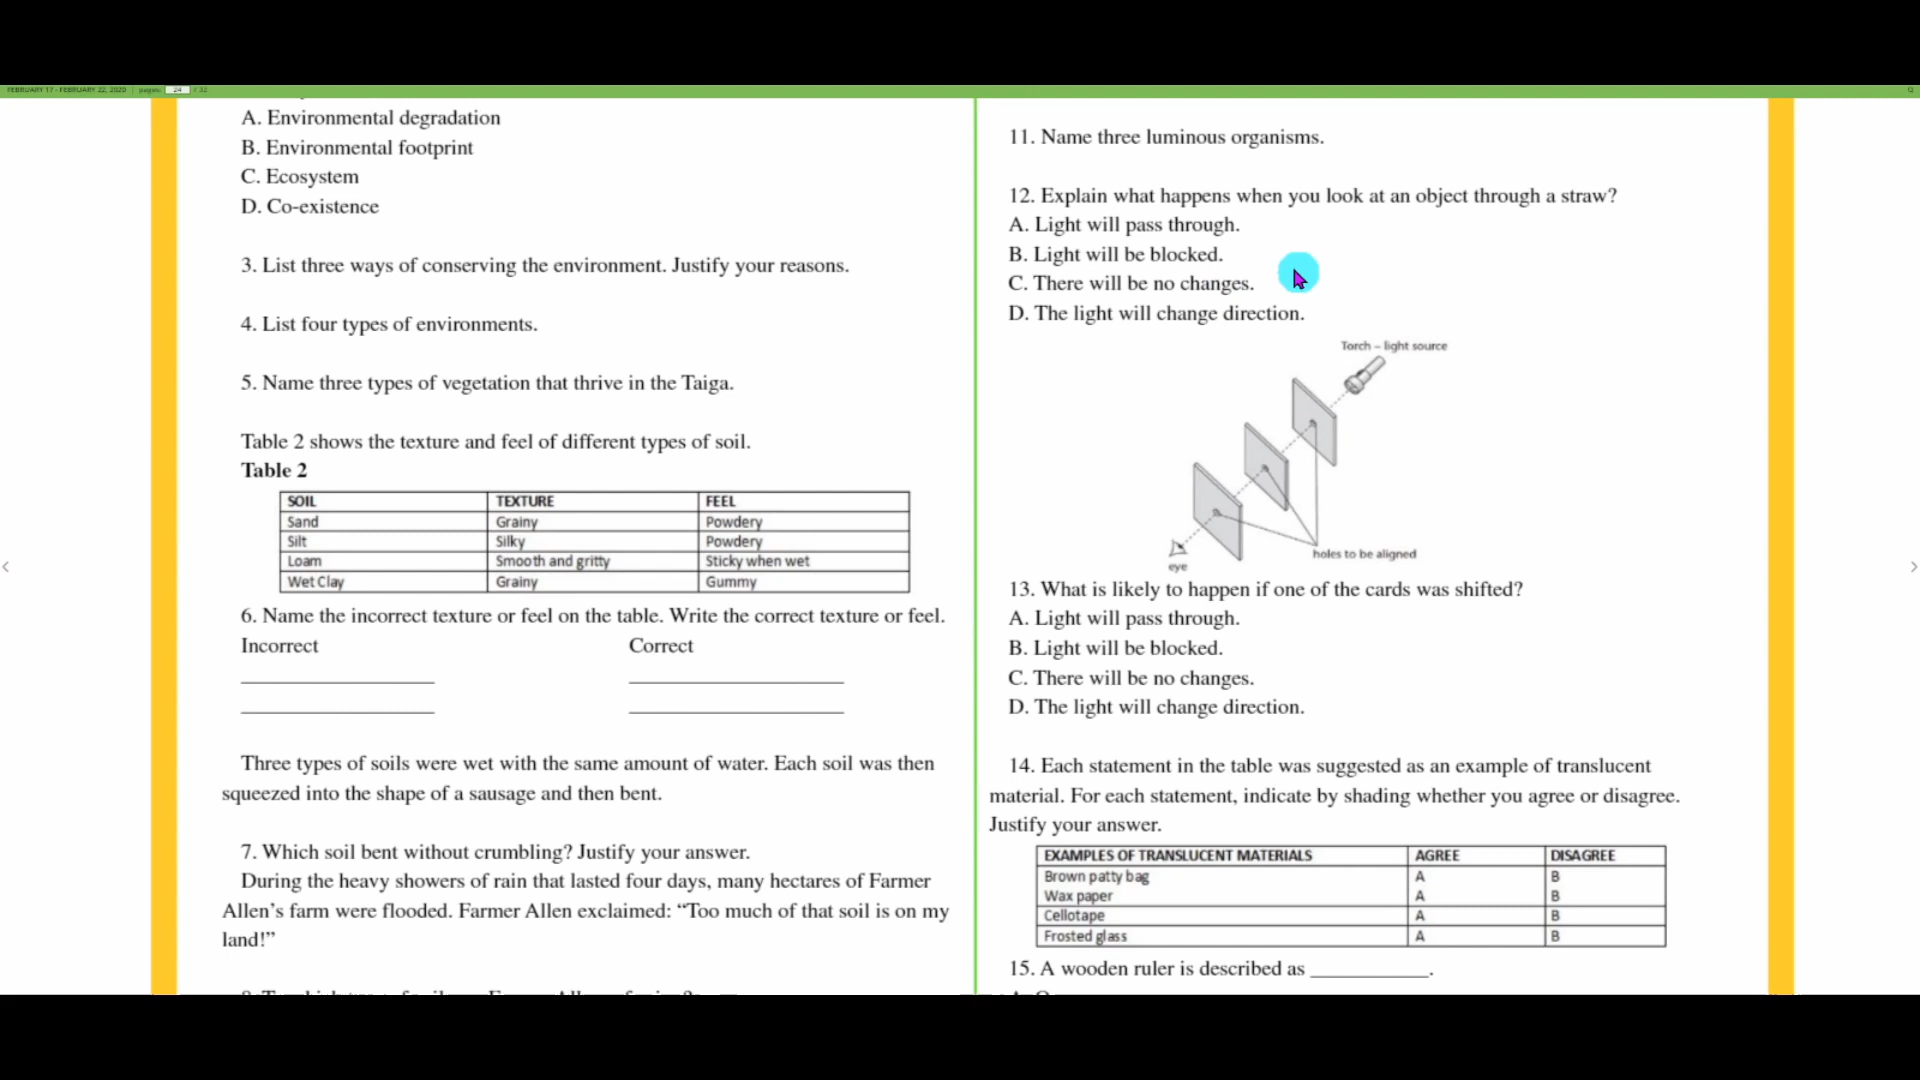 FEBRUARY 17 - FEBRUARY 22, 2020 | pages: 24 / 32
A. Environmental degradation
B. Environmental footprint
C. Ecosystem
D. Co-existence
3. List three ways of conserving the environment. Justify your reasons.
4. List four types of environments.
5. Name three types of vegetation that thrive in the Taiga.
Table 2 shows the texture and feel of different types of soil.
Table 2
SOIL TEXTURE FEEL
Sand Grainy Powdery
Silt Silky Powdery
Loam Smooth and gritty Sticky when wet
Wet Clay Grainy Gummy
6. Name the incorrect texture or feel on the table. Write the correct texture or feel.
Incorrect Correct
Three types of soils were wet with the same amount of water. Each soil was then
squeezed into the shape of a sausage and then bent.
7. Which soil bent without crumbling? Justify your answer.
During the heavy showers of rain that lasted four days, many hectares of Farmer
Allen’s farm were flooded. Farmer Allen exclaimed: “Too much of that soil is on my
land!”
11. Name three luminous organisms.
12. Explain what happens when you look at an object through a straw?
A. Light will pass through.
B. Light will be blocked.
C. There will be no changes.
D. The light will change direction.
Torch – light source
holes to be aligned
eye
13. What is likely to happen if one of the cards was shifted?
A. Light will pass through.
B. Light will be blocked.
C. There will be no changes.
D. The light will change direction.
14. Each statement in the table was suggested as an example of translucent
material. For each statement, indicate by shading whether you agree or disagree.
Justify your answer.
EXAMPLES OF TRANSLUCENT MATERIALS AGREE DISAGREE
Brown patty bag A B
Wax paper A B
Cellotape A B
Frosted glass A B
15. A wooden ruler is described as ___________.